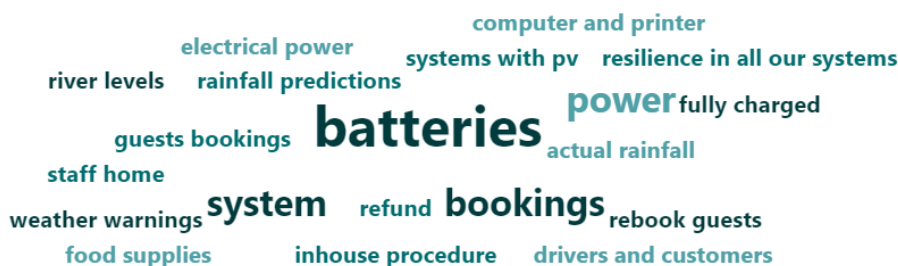 computer and printer
electrical power
systems with pv
resilience in all our systems
river levels
rainfall predictions
power
fully charged
batteries
guests bookings
actual rainfall
staff home
system
refund
bookings
weather warnings
rebook guests
food supplies
inhouse procedure
drivers and customers